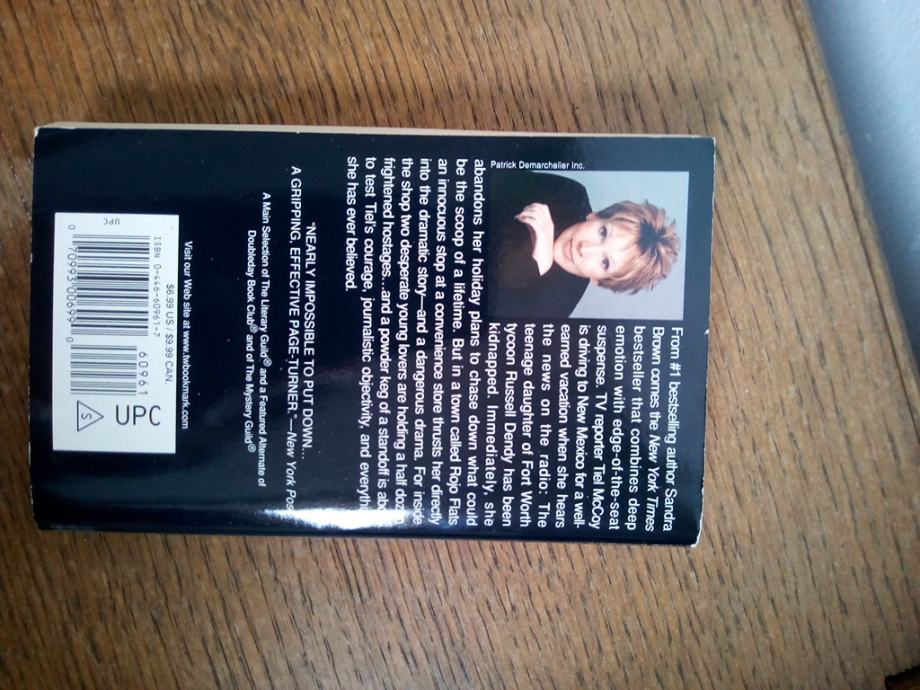 From #1 bestselling author Sandra
Brown comes the New York Times
bestseller that combines deep
emotion with edge-of-the-seat
suspense. TV reporter Tiel McCoy
is driving to New Mexico for a well-
earned vacation when she hears
the news on the radio: The
teenage daughter of Fort Worth
tycoon Russell Dendy has been
kidnapped. Immediately, she
Patrick Demarchelier Inc.
abandons her holiday plans to chase down what could
be the scoop of a lifetime. But in a town called Rojo Flats
an innocuous stop at a convenience store thrusts her directly
into the dramatic story—and a dangerous drama. For inside
the shop two desperate young lovers are holding a half dozen
frightened hostages...and a powder keg of a standoff is abo
to test Tiel's courage, journalistic objectivity, and everythi
she has ever believed.
"NEARLY IMPOSSIBLE TO PUT DOWN...
A GRIPPING, EFFECTIVE PAGE-TURNER."—New York Pos
A Main Selection of The Literary Guild® and a Featured Alternate of
Doubleday Book Club® and of The Mystery Guild®
Visit our Web site at www.twbookmark.com
$6.99 US / $9.99 CAN.
ISBN 0-446-60961-7
60961
UPC
S
0 70993 00699
UPC